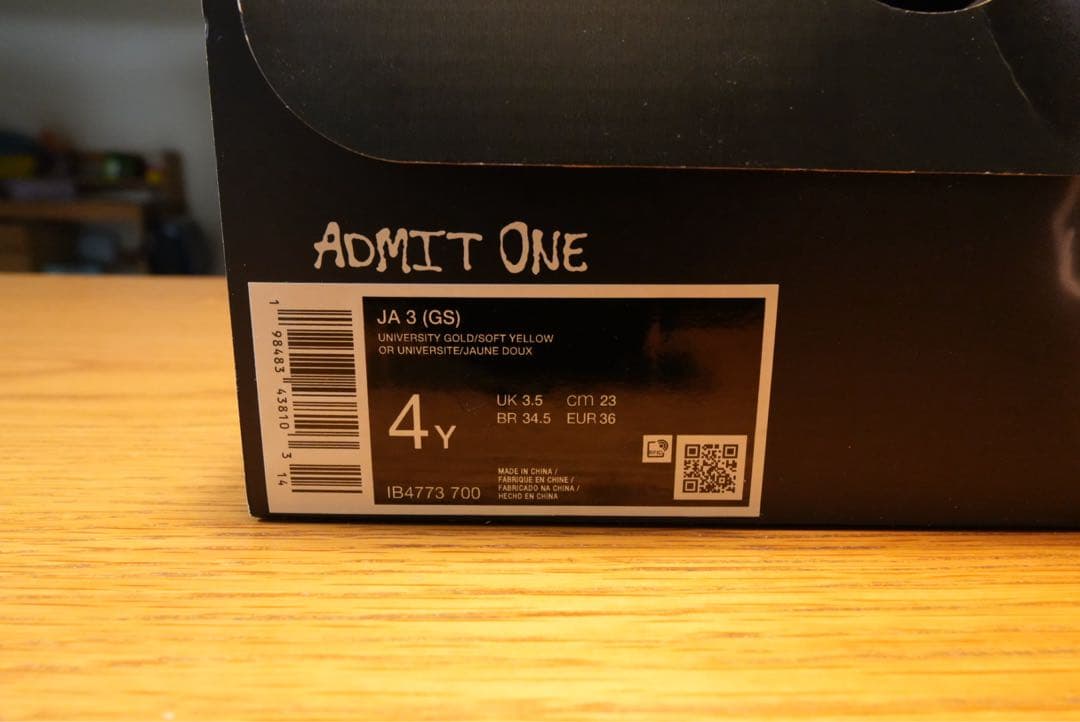 ADMIT ONE
JA 3 (GS)
UNIVERSITY GOLD/SOFT YELLOW
OR UNIVERSITE/JAUNE DOUX
4Y
UK 3.5 cm 23
BR 34.5 EUR 36
RFID
IB4773 700
MADE IN CHINA /
FABRIQUE EN CHINE /
FABRICADO NA CHINA /
HECHO EN CHINA
1 98483 43810 3 14